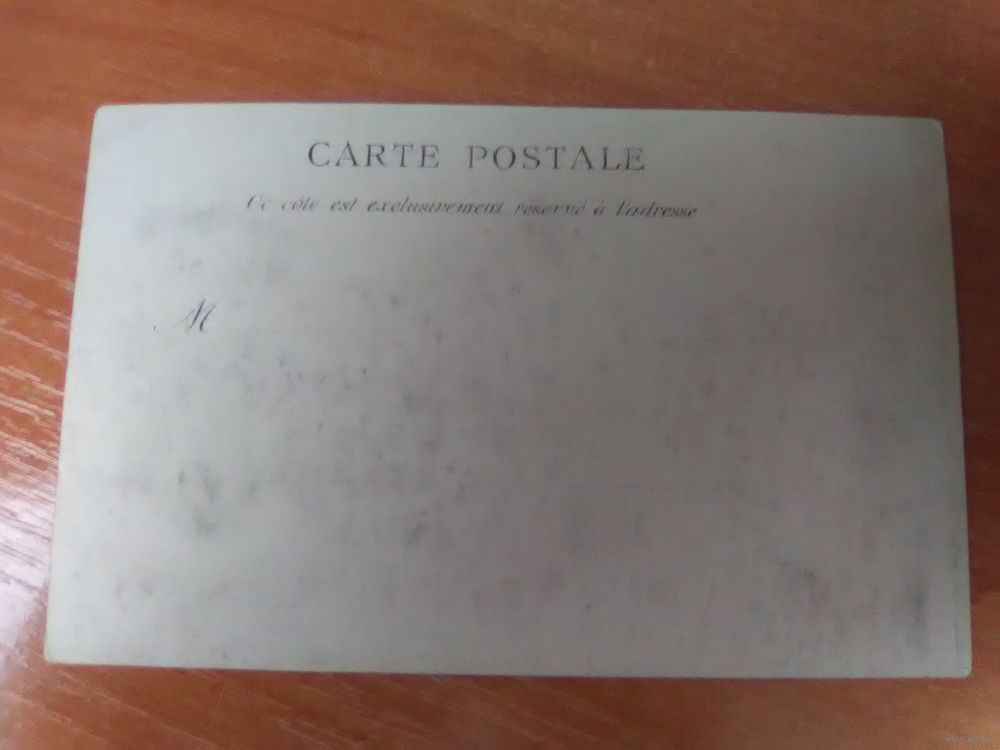 CARTE POSTALE
Ce côté est exclusivement réservé à l'adresse
M